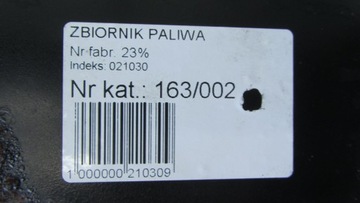 ZBIORNIK PALIWA
Nr fabr. 23%
Indeks: 021030
Nr kat.: 163/002
1 000000 210309